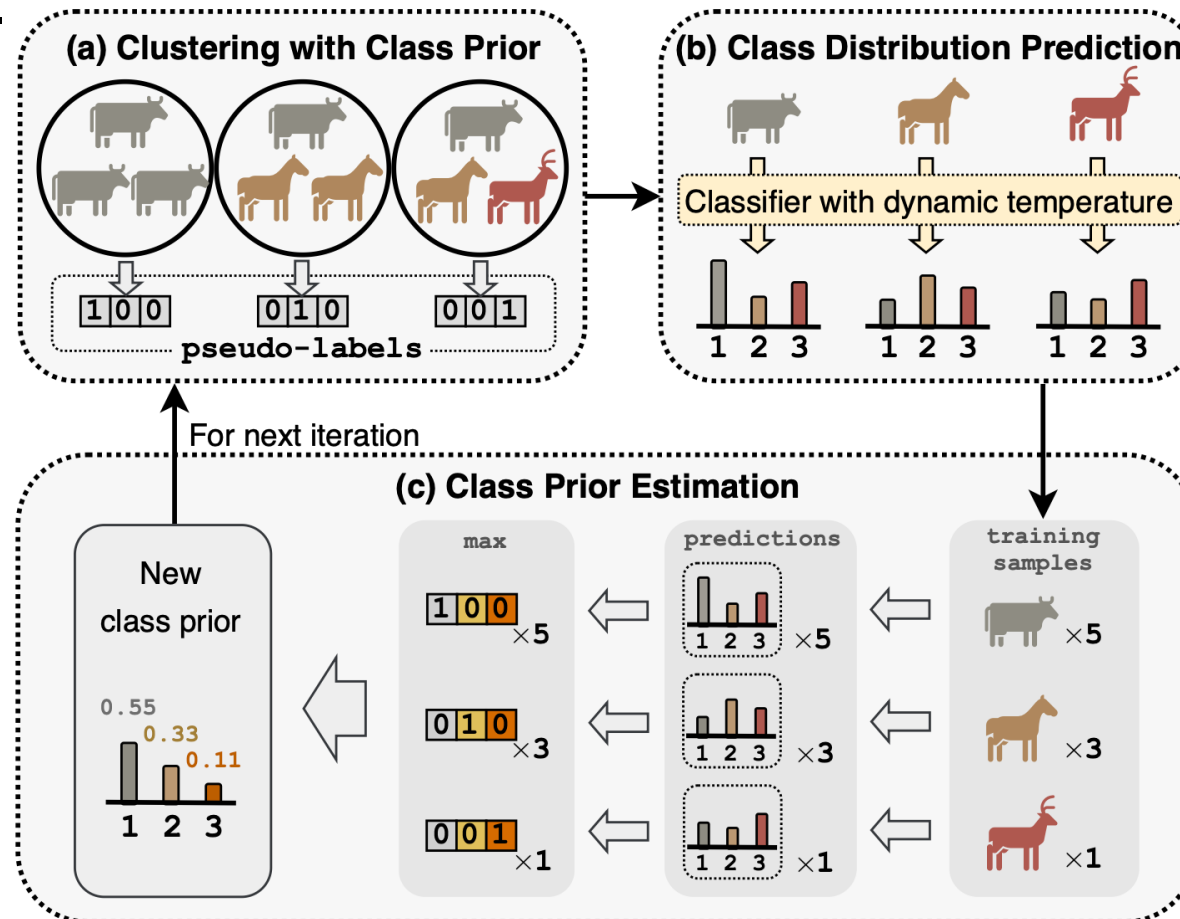 (a) Clustering with Class Prior
1 0 0
0 1 0
0 0 1
pseudo-labels
(b) Class Distribution Prediction
Classifier with dynamic temperature
1 2 3
1 2 3
1 2 3
For next iteration
(c) Class Prior Estimation
New
class prior
0.55
0.33
0.11
1 2 3
max
1 0 0
×5
0 1 0
×3
0 0 1
×1
predictions
1 2 3
×5
1 2 3
×3
1 2 3
×1
training
samples
×5
×3
×1